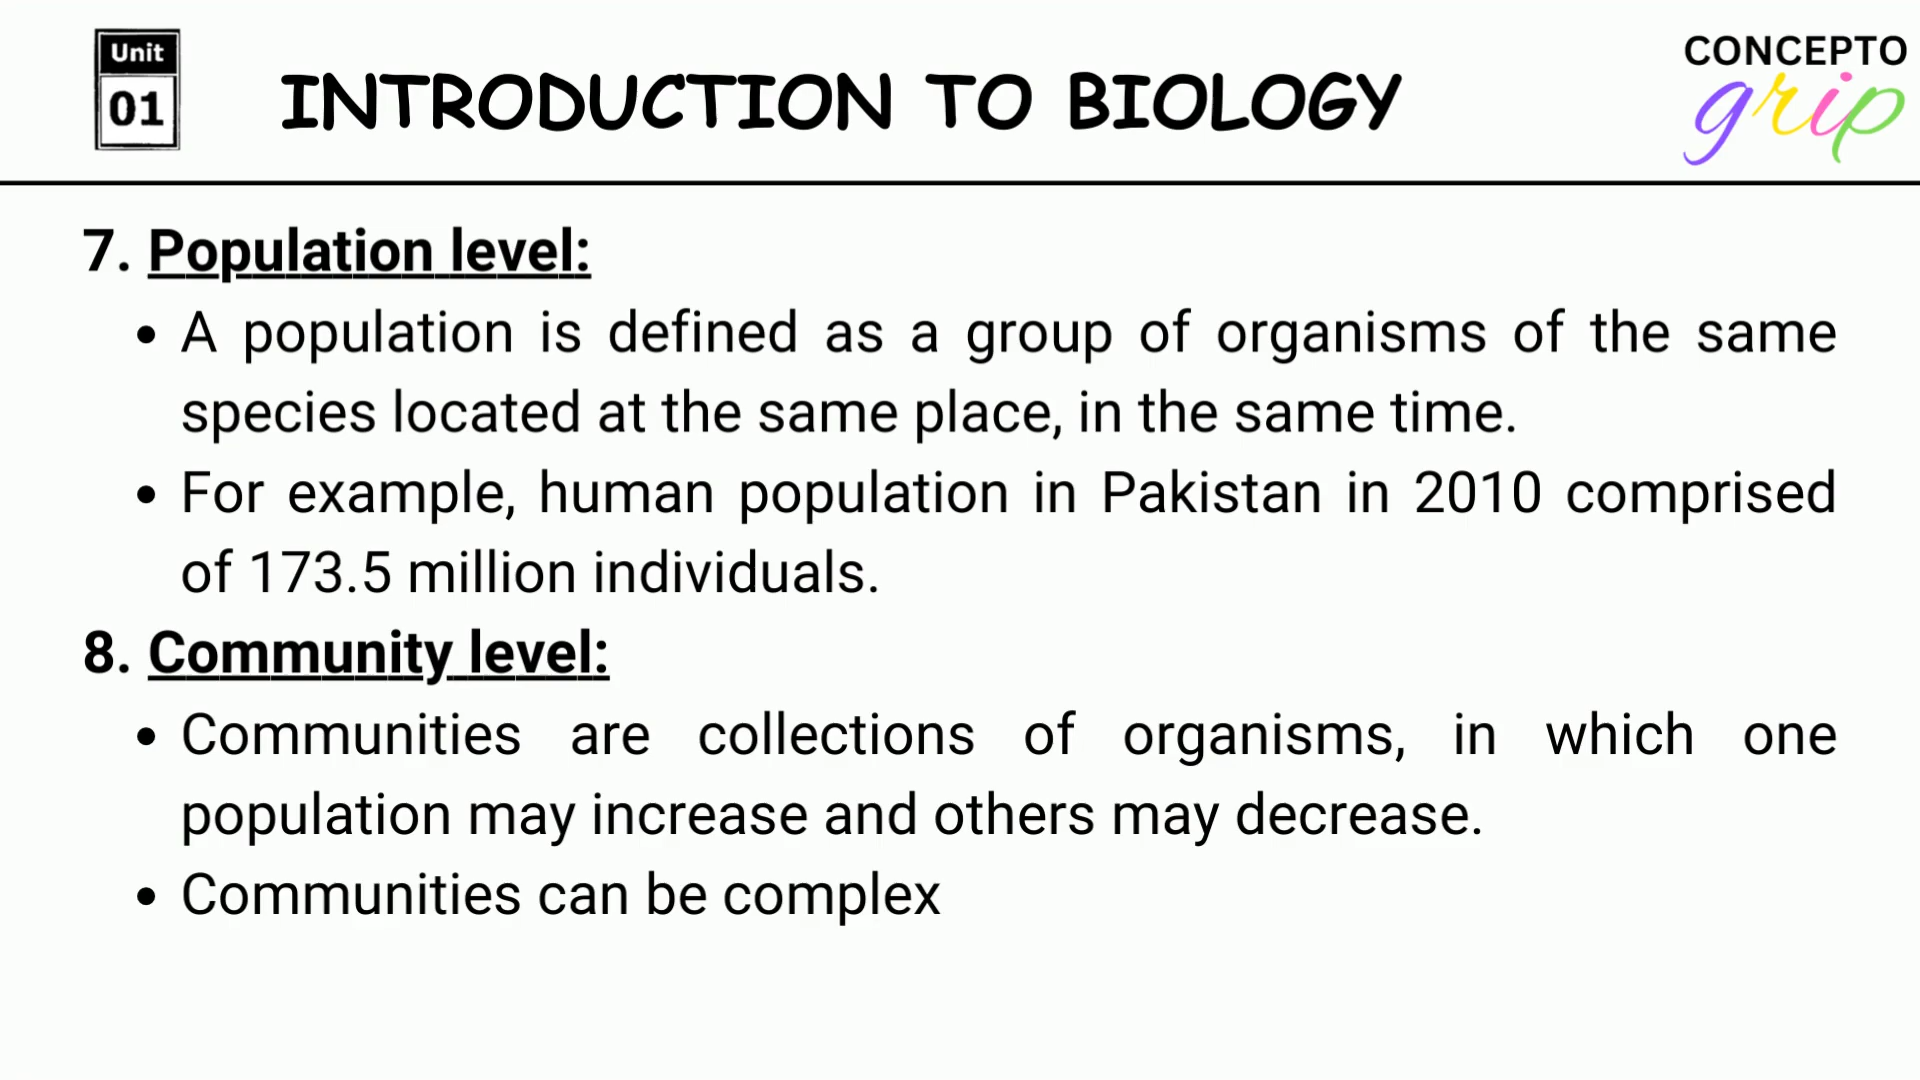 Unit
01
INTRODUCTION TO BIOLOGY
CONCEPTO
grip
7. Population level:
• A population is defined as a group of organisms of the same
species located at the same place, in the same time.
• For example, human population in Pakistan in 2010 comprised
of 173.5 million individuals.
8. Community level:
• Communities are collections of organisms, in which one
population may increase and others may decrease.
• Communities can be complex